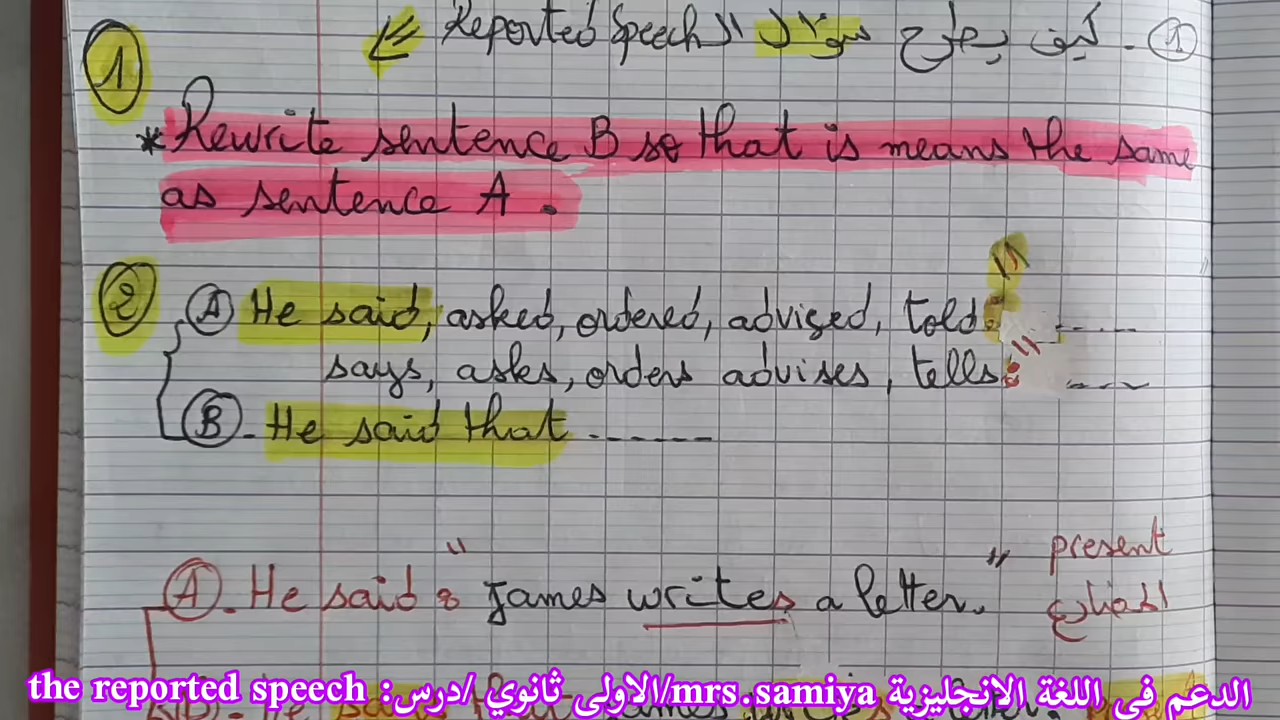 1. كيف يطرح سؤال الـ Reported Speech
1
* Rewrite sentence B so that is means the same
as sentence A.
2
A He said, asked, ordered, advised, told: " ------
says, asks, orders advises, tells: " ----
B - He said that -------
A - He said : " James writes a letter. " present المضارع
الدعم في اللغة الانجليزية mrs.samiya/الاولى ثانوي /درس: the reported speech